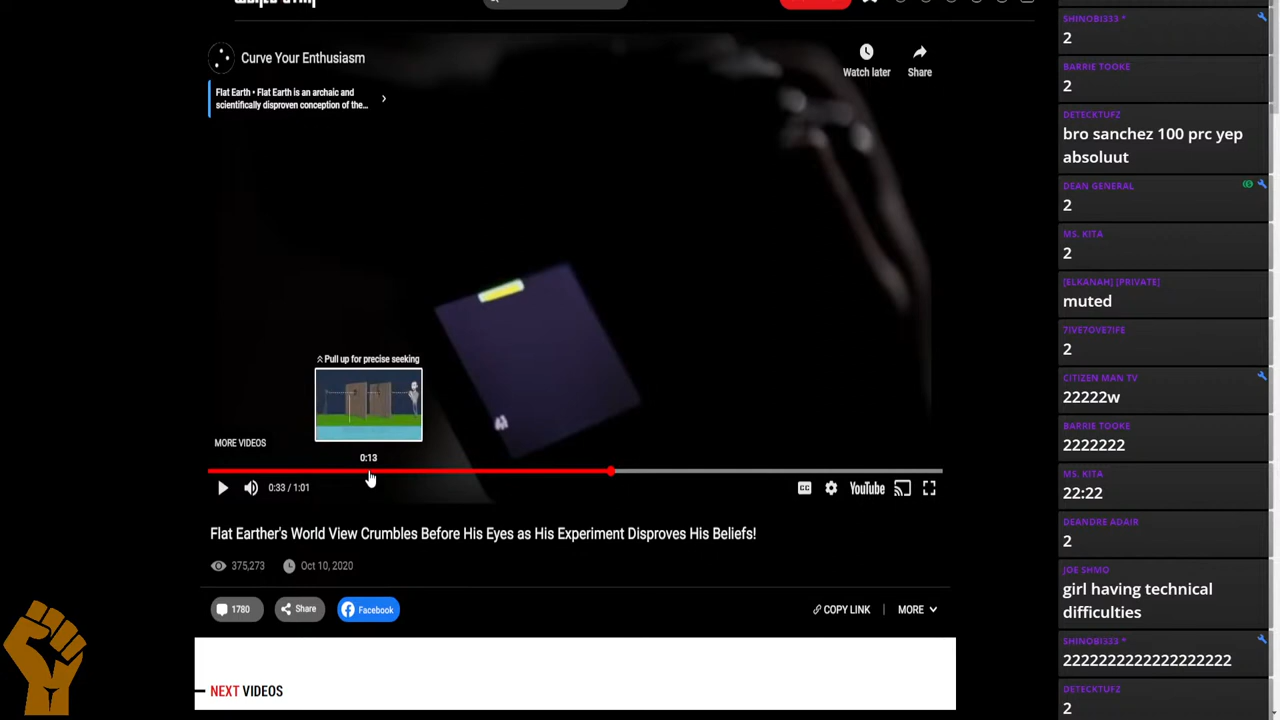 Curve Your Enthusiasm
Watch later
Share
Flat Earth • Flat Earth is an archaic and
scientifically disproven conception of the...
Pull up for precise seeking
MORE VIDEOS
0:13
0:33 / 1:01
CC
YouTube
Flat Earther's World View Crumbles Before His Eyes as His Experiment Disproves His Beliefs!
375,273
Oct 10, 2020
1780
Share
Facebook
COPY LINK
MORE
NEXT VIDEOS
SHINOBI333 *
2
BARRIE TOOKE
2
DETECKTUFZ
bro sanchez 100 prc yep
absoluut
DEAN GENERAL
2
MS. KITA
2
[ELKANAH] [PRIVATE]
muted
7IVE7OVE7IFE
2
CITIZEN MAN TV
22222w
BARRIE TOOKE
2222222
MS. KITA
22:22
DEANDRE ADAIR
2
JOE SHMO
girl having technical
difficulties
SHINOBI333 *
2222222222222222222
DETECKTUFZ
2